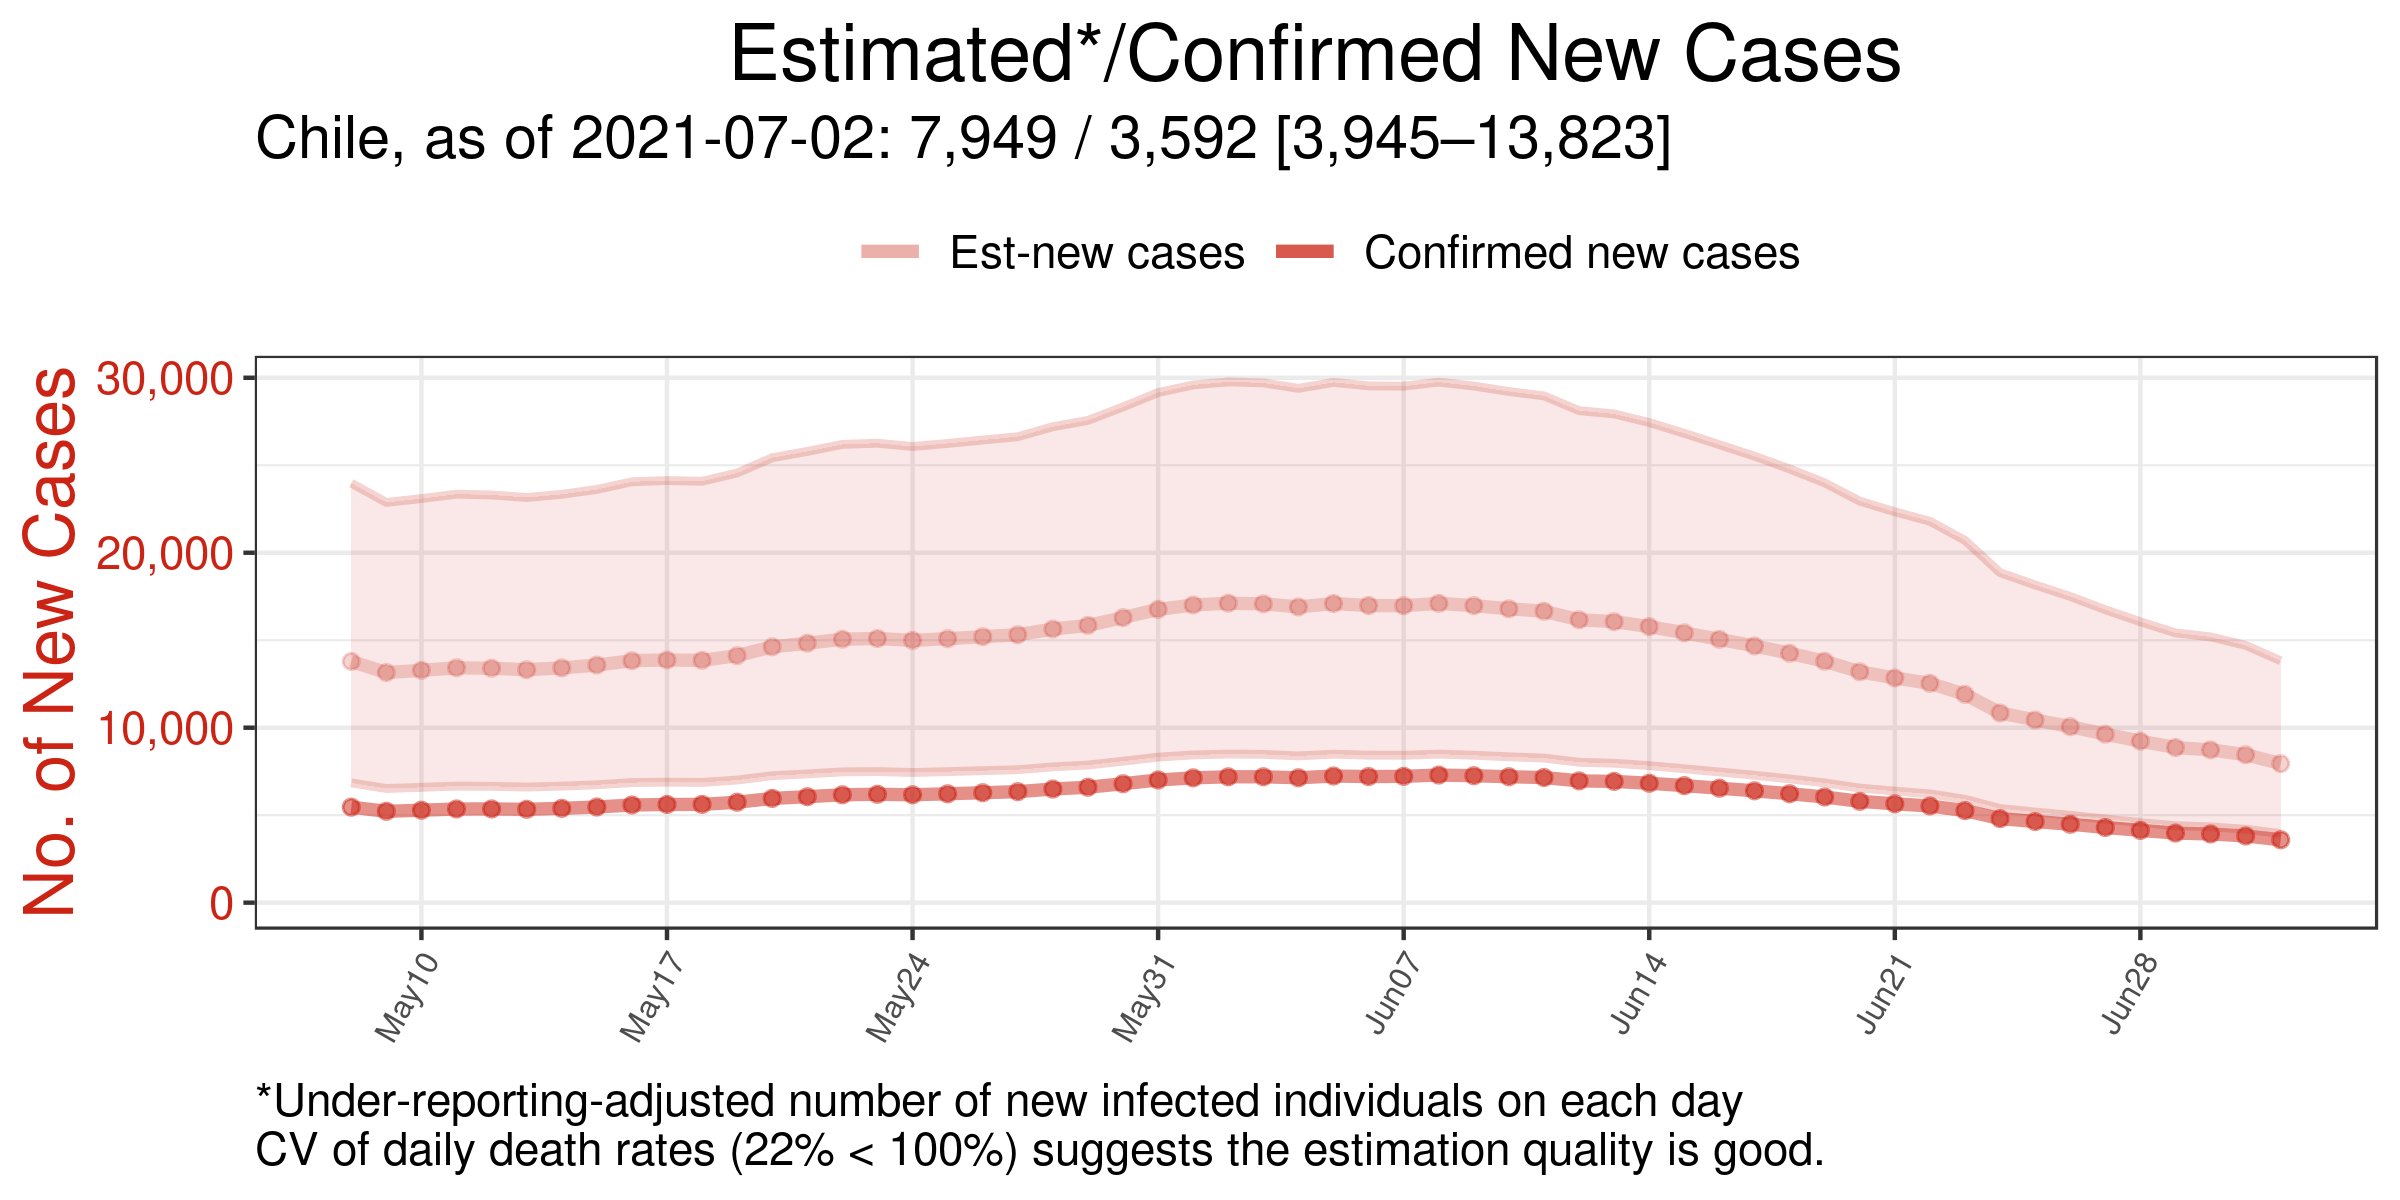 Estimated*/Confirmed New Cases
Chile, as of 2021-07-02: 7,949 / 3,592 [3,945–13,823]
Est-new cases
Confirmed new cases
No. of New Cases
30,000
20,000
10,000
0
May10
May17
May24
May31
Jun07
Jun14
Jun21
Jun28
*Under-reporting-adjusted number of new infected individuals on each day
CV of daily death rates (22% < 100%) suggests the estimation quality is good.